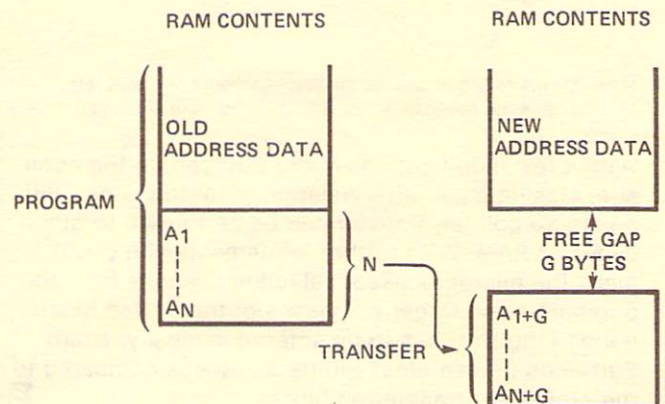 RAM CONTENTS
OLD
ADDRESS DATA
PROGRAM
A1
AN
N
TRANSFER
RAM CONTENTS
NEW
ADDRESS DATA
FREE GAP
G BYTES
A1+G
AN+G